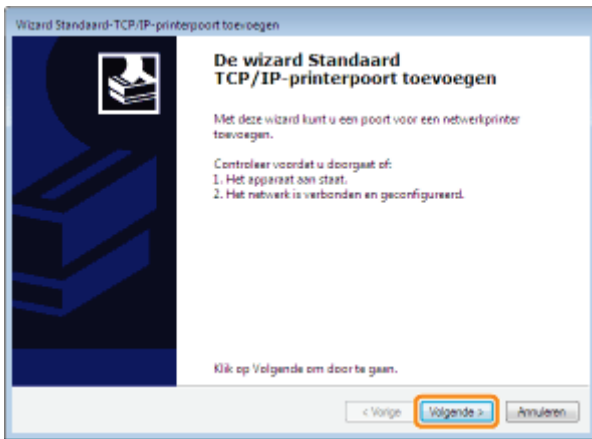 Wizard Standaard-TCP/IP-printerpoort toevoegen
De wizard Standaard
TCP/IP-printerpoort toevoegen
Met deze wizard kunt u een poort voor een netwerkprinter
toevoegen.
Controleer voordat u doorgaat of:
1. Het apparaat aan staat.
2. Het netwerk is verbonden en geconfigureerd.
Klik op Volgende om door te gaan.
< Vorige
Volgende >
Annuleren